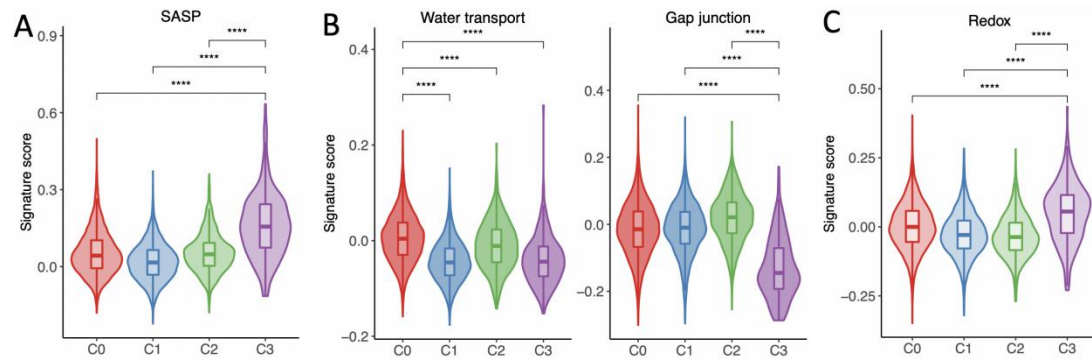 A
SASP
Signature score
0.9
0.6
0.3
0.0
****
****
****
C0 C1 C2 C3
B
Water transport
Signature score
0.4
0.2
0.0
−0.2
****
****
****
C0 C1 C2 C3
Gap junction
Signature score
0.4
0.2
0.0
−0.2
****
****
****
C0 C1 C2 C3
C
Redox
Signature score
0.50
0.25
0.00
−0.25
****
****
****
C0 C1 C2 C3